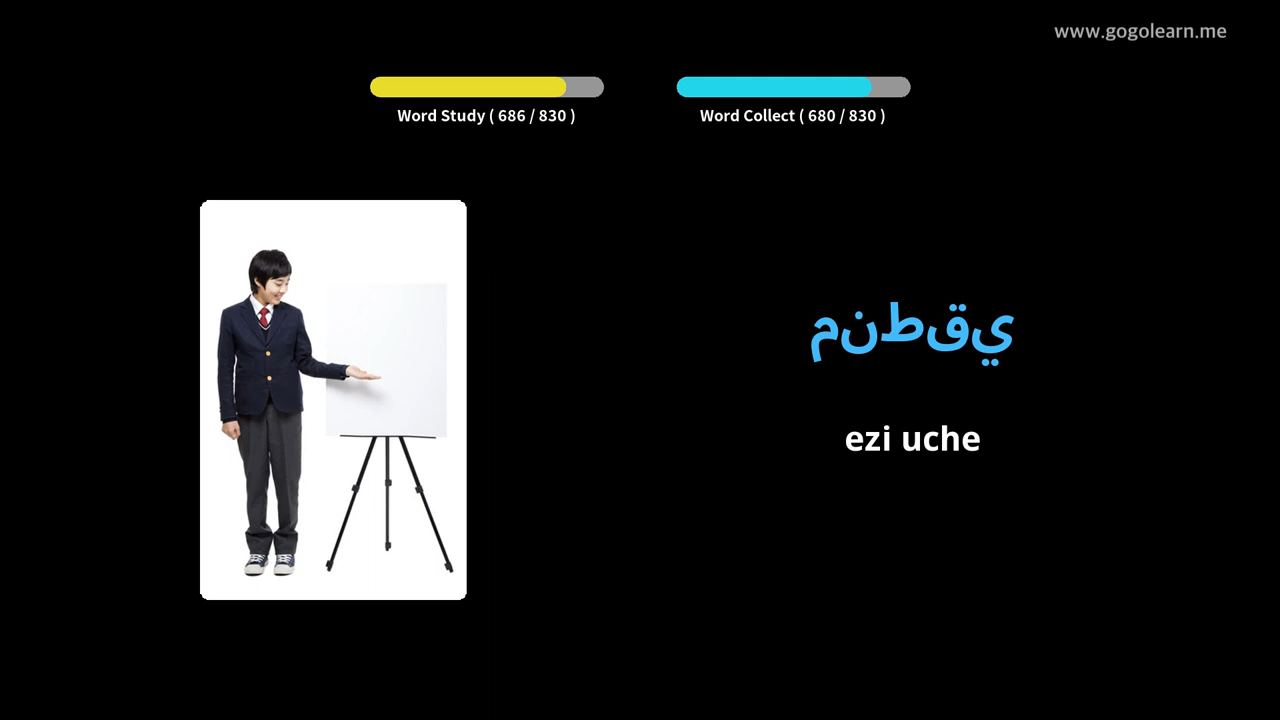 www.gogolearn.me
Word Study ( 686 / 830 )
Word Collect ( 680 / 830 )
منطقي
ezi uche